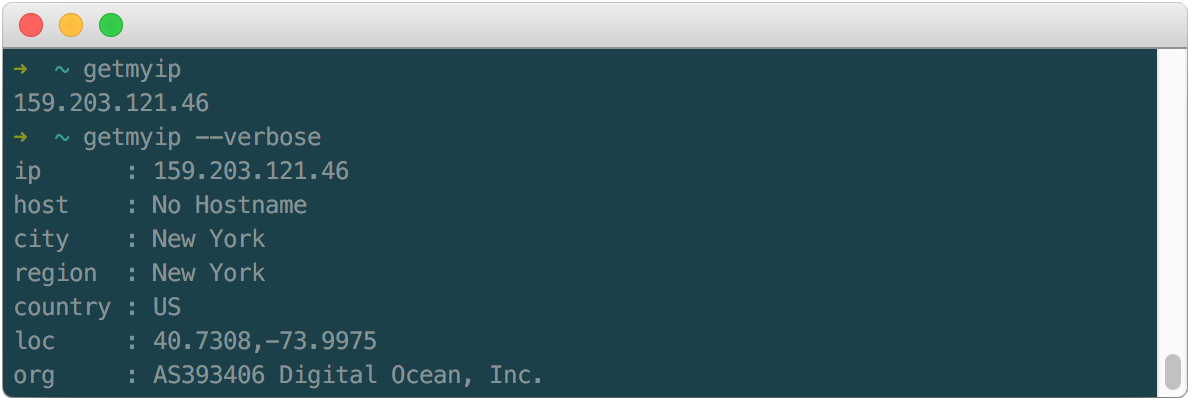 ➜  ~ getmyip
159.203.121.46
➜  ~ getmyip --verbose
ip      : 159.203.121.46
host    : No Hostname
city    : New York
region  : New York
country : US
loc     : 40.7308,-73.9975
org     : AS393406 Digital Ocean, Inc.